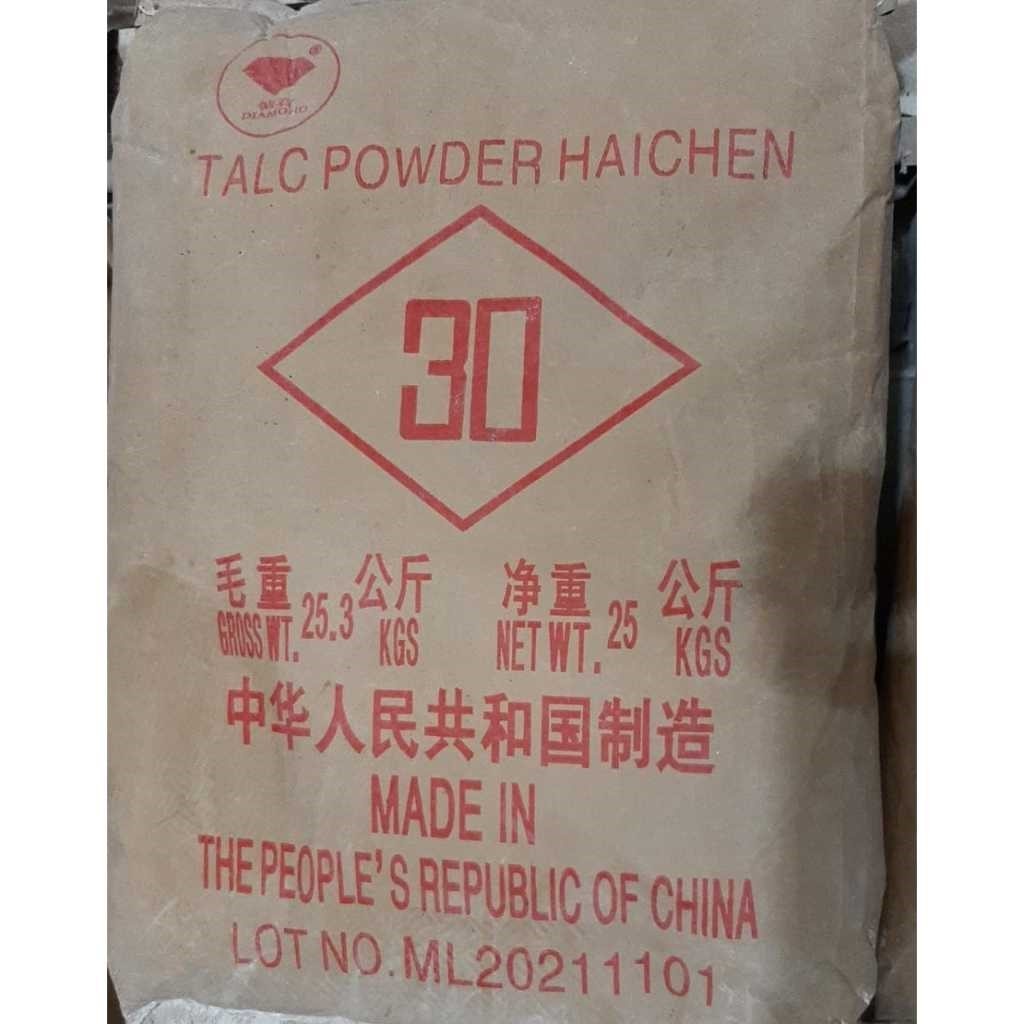 ®
DIAMOND
TALC POWDER HAICHEN
30
毛重 25.3 公斤 净重 25 公斤
GROSS WT. KGS NET WT. KGS
中华人民共和国制造
MADE IN
THE PEOPLE'S REPUBLIC OF CHINA
LOT NO. ML20211101